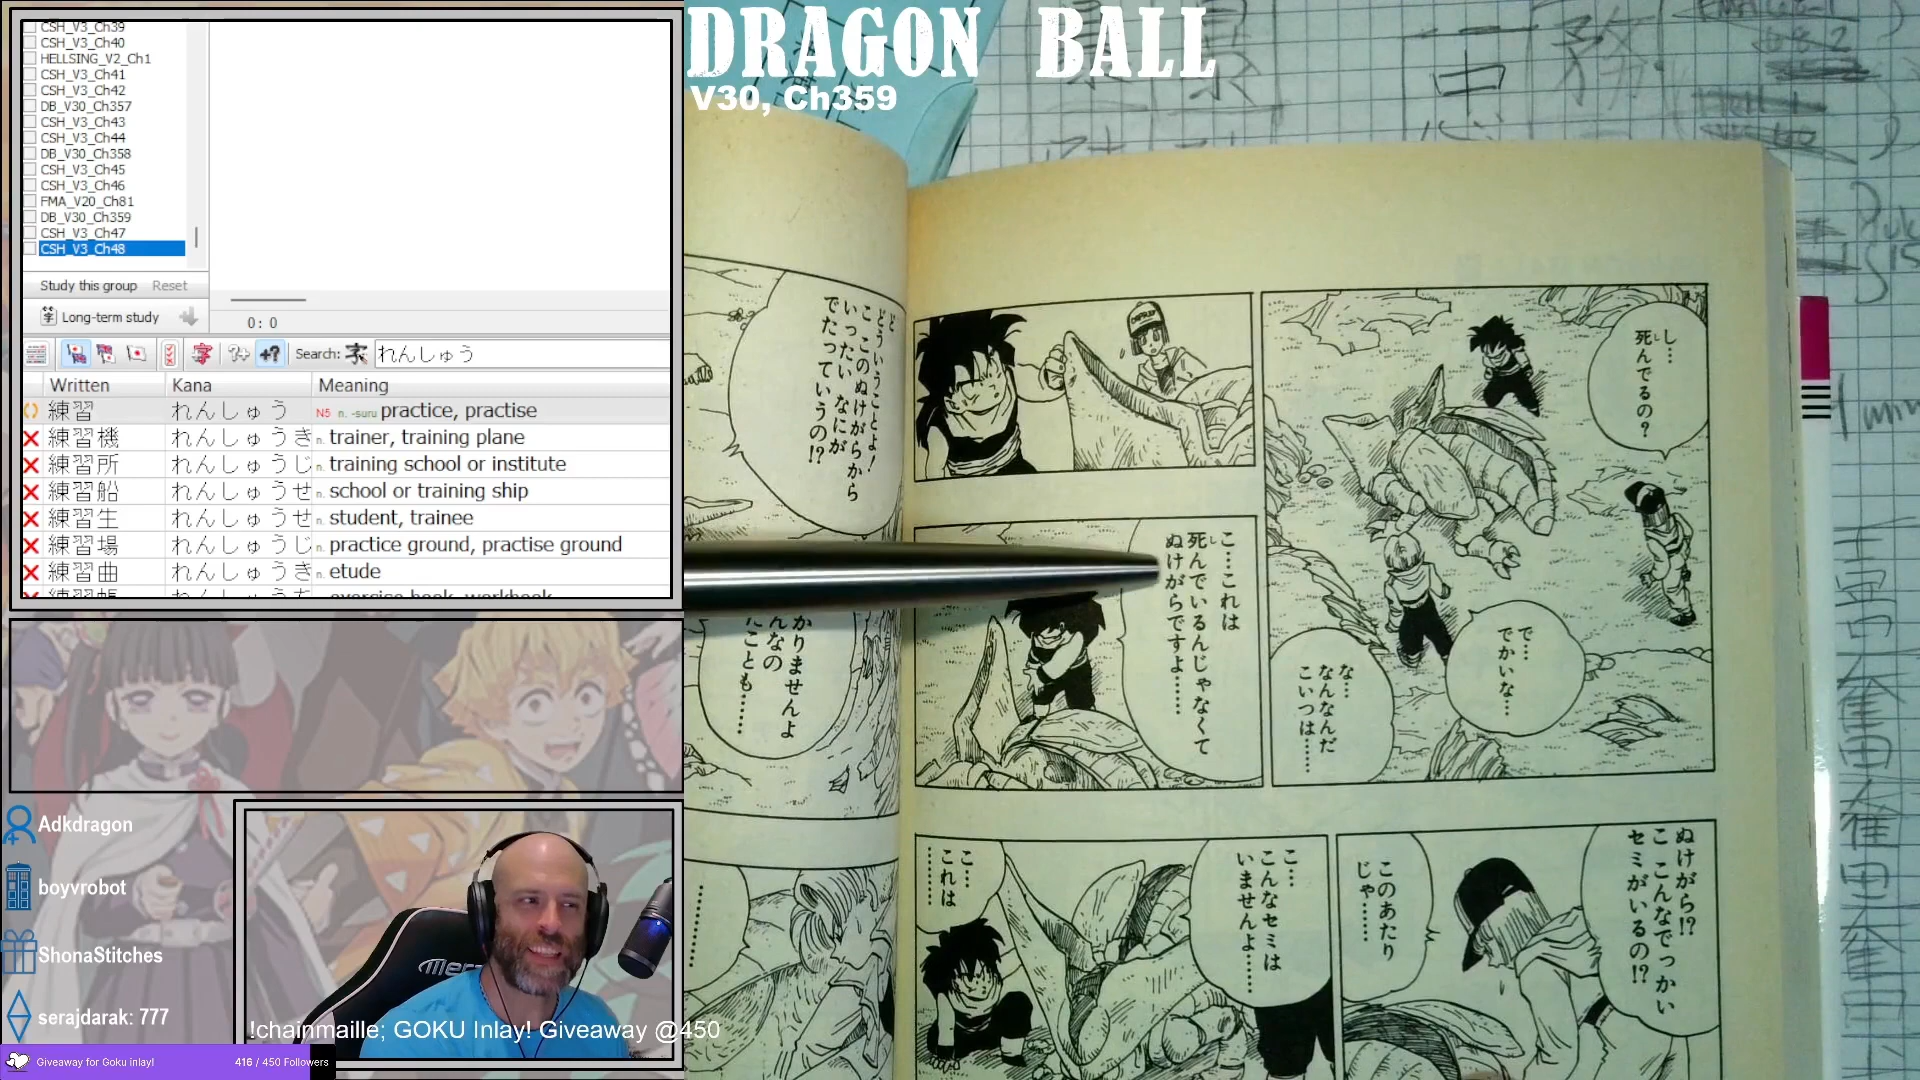 CSH_V3_Ch39
CSH_V3_Ch40
HELLSING_V2_Ch1
CSH_V3_Ch41
CSH_V3_Ch42
DB_V30_Ch357
CSH_V3_Ch43
CSH_V3_Ch44
DB_V30_Ch358
CSH_V3_Ch45
CSH_V3_Ch46
FMA_V20_Ch81
DB_V30_Ch359
CSH_V3_Ch47
CSH_V3_Ch48
Study this group Reset
Long-term study
0: 0
Search: 字 れんしゅう
Written Kana Meaning
練習 れんしゅう N5 n. -suru practice, practise
練習機 れんしゅうき n. trainer, training plane
練習所 れんしゅうじ n. training school or institute
練習船 れんしゅうせ n. school or training ship
練習生 れんしゅうせ n. student, trainee
練習場 れんしゅうじ n. practice ground, practise ground
練習曲 れんしゅうき n. etude
DRAGON BALL
V30, Ch359
し…
死んでるの?
し
で…
でかいな…
な…
なんなんだ
こいつは……
CAPSULE
こ…これは
死んでいるんじゃなくて
し
ぬけがらですよ……
ぬけがら!?
こ こんなでっかい
セミがいるの!?
このあたり
じゃ……
こ…
こんなセミは
いませんよ……
こ…
これは
……
ど
どういうことよ!
こ このぬけがらから
いったい なにが
でたっていうの!?
かりませんよ
んなの
こことも……
……
Adkdragon
boyvrobot
ShonaStitches
serajdarak: 777
!chainmaille; GOKU Inlay! Giveaway @450
Giveaway for Goku inlay! 416 / 450 Followers